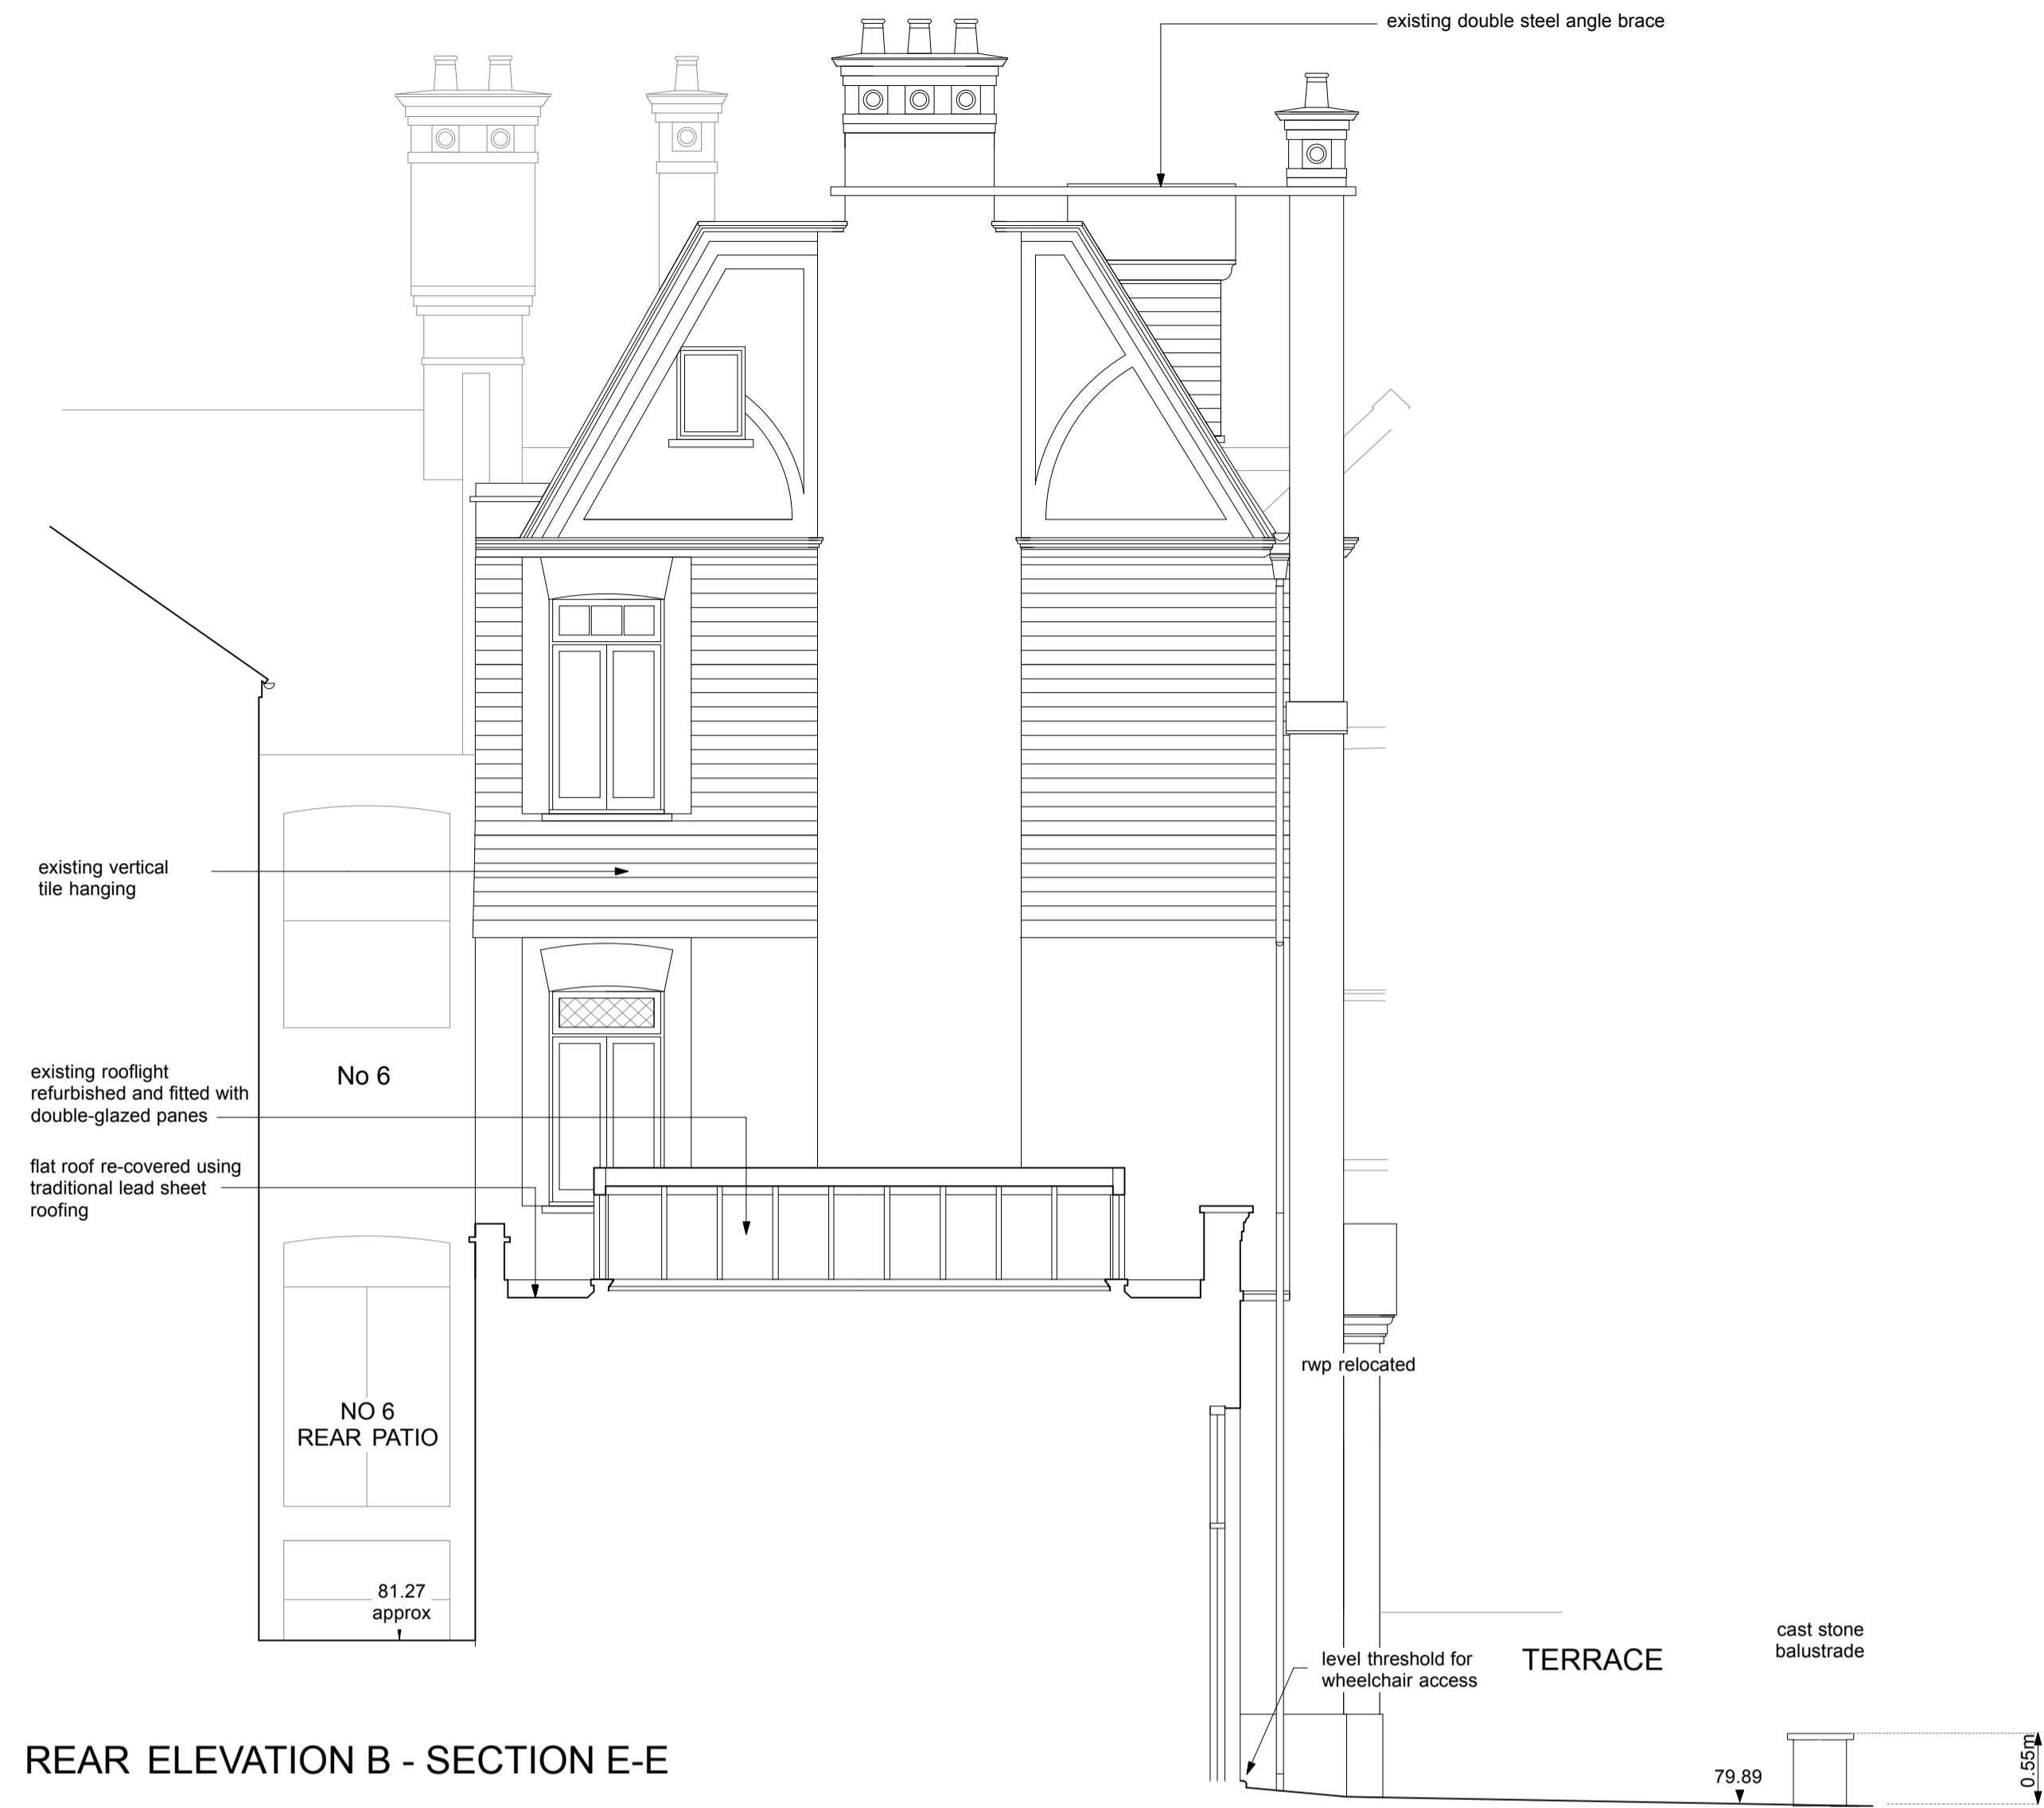 existing double steel angle brace
existing vertical
tile hanging
existing rooflight
refurbished and fitted with
double-glazed panes
No 6
flat roof re-covered using
traditional lead sheet
roofing
rwp relocated
NO 6
REAR PATIO
81.27
approx
level threshold for
wheelchair access
TERRACE
cast stone
balustrade
REAR ELEVATION B - SECTION E-E
79.89
0.55m